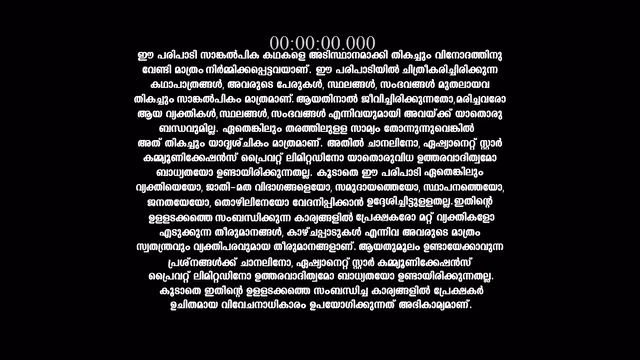 00:00:00.000
ഈ പരിപാടി സാങ്കൽപിക കഥകളെ അടിസ്ഥാനമാക്കി തികച്ചും വിനോദത്തിനു
വേണ്ടി മാത്രം നിർമ്മിക്കപ്പെട്ടവയാണ്. ഈ പരിപാടിയിൽ ചിത്രീകരിച്ചിരിക്കുന്ന
കഥാപാത്രങ്ങൾ, അവരുടെ പേരുകൾ, സ്ഥലങ്ങൾ, സംഭവങ്ങൾ മുതലായവ
തികച്ചും സാങ്കൽപികം മാത്രമാണ്. ആയതിനാൽ ജീവിച്ചിരിക്കുന്നതോ,മരിച്ചവരോ
ആയ വ്യക്തികൾ,സ്ഥലങ്ങൾ,സംഭവങ്ങൾ എന്നിവയുമായി അവയ്ക്ക് യാതൊരു
ബന്ധവുമില്ല. ഏതെങ്കിലും തരത്തിലുളള സാമ്യം തോന്നുന്നുവെങ്കിൽ
അത് തികച്ചും യാദൃശ്ചികം മാത്രമാണ്. അതിൽ ചാനലിനോ, ഏഷ്യാനെറ്റ് സ്റ്റാർ
കമ്മ്യൂണിക്കേഷൻസ് പ്രൈവറ്റ് ലിമിറ്റഡിനോ യാതൊരുവിധ ഉത്തരവാദിത്വമോ
ബാധ്യതയോ ഉണ്ടായിരിക്കുന്നതല്ല. കൂടാതെ ഈ പരിപാടി ഏതെങ്കിലും
വ്യക്തിയെയോ, ജാതി-മത വിഭാഗങ്ങളെയോ, സമുദായത്തെയോ, സ്ഥാപനത്തെയോ,
ജനതയേയോ, തൊഴിലിനേയോ വേദനിപ്പിക്കാൻ ഉദ്ദേശിച്ചിട്ടുളളതല്ല.ഇതിന്റെ
ഉളളടക്കത്തെ സംബന്ധിക്കുന്ന കാര്യങ്ങളിൽ പ്രേക്ഷകരോ മറ്റ് വ്യക്തികളോ
എടുക്കുന്ന തീരുമാനങ്ങൾ, കാഴ്ചപ്പാടുകൾ എന്നിവ അവരുടെ മാത്രം
സ്വതന്ത്രവും വ്യക്തിപരവുമായ തീരുമാനങ്ങളാണ്. ആയതുമൂലം ഉണ്ടായേക്കാവുന്ന
പ്രശ്നങ്ങൾക്ക് ചാനലിനോ, ഏഷ്യാനെറ്റ് സ്റ്റാർ കമ്മ്യൂണിക്കേഷൻസ്
പ്രൈവറ്റ് ലിമിറ്റഡിനോ ഉത്തരവാദിത്വമോ ബാധ്യതയോ ഉണ്ടായിരിക്കുന്നതല്ല.
കൂടാതെ ഇതിന്റെ ഉളളടക്കത്തെ സംബന്ധിച്ച കാര്യങ്ങളിൽ പ്രേക്ഷകർ
ഉചിതമായ വിവേചനാധികാരം ഉപയോഗിക്കുന്നത് അഭികാമ്യമാണ്.